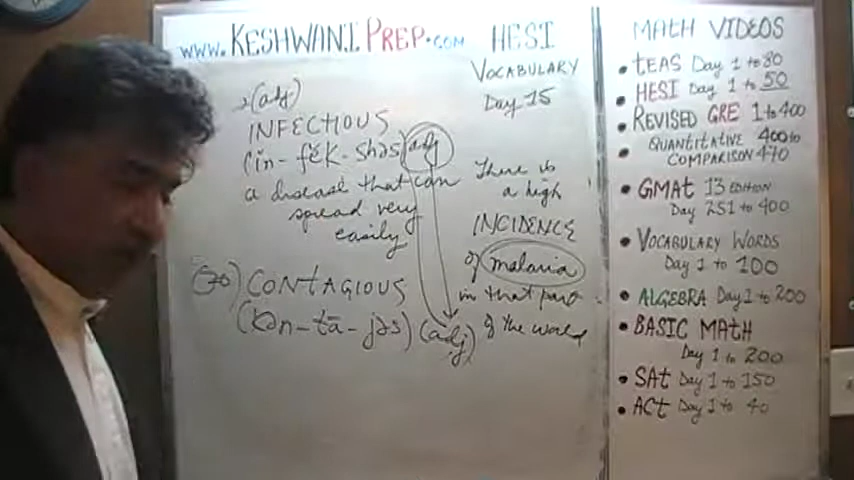 www.KESHWANIPREP.com
HESI
VOCABULARY
Day 15
(adj)
INFECTIOUS
(ĭn-fĕk-shəs) adj
a disease that can
spread very
easily
CONTAGIOUS
(kən-tā-jəs) (adj)
There is
a high
INCIDENCE
of malaria
in that part
of the world
MATH VIDEOS
• TEAS Day 1 to 80
• HESI Day 1 to 50
• REVISED GRE 1 to 400
• QUANTITATIVE 400 to
COMPARISON 470
• GMAT 13 EDITION
Day 251 to 400
• VOCABULARY WORDS
Day 1 to 100
• ALGEBRA Day 1 to 200
• BASIC MATH
Day 1 to 200
• SAt Day 1 to 150
• ACt Day 1 to 40